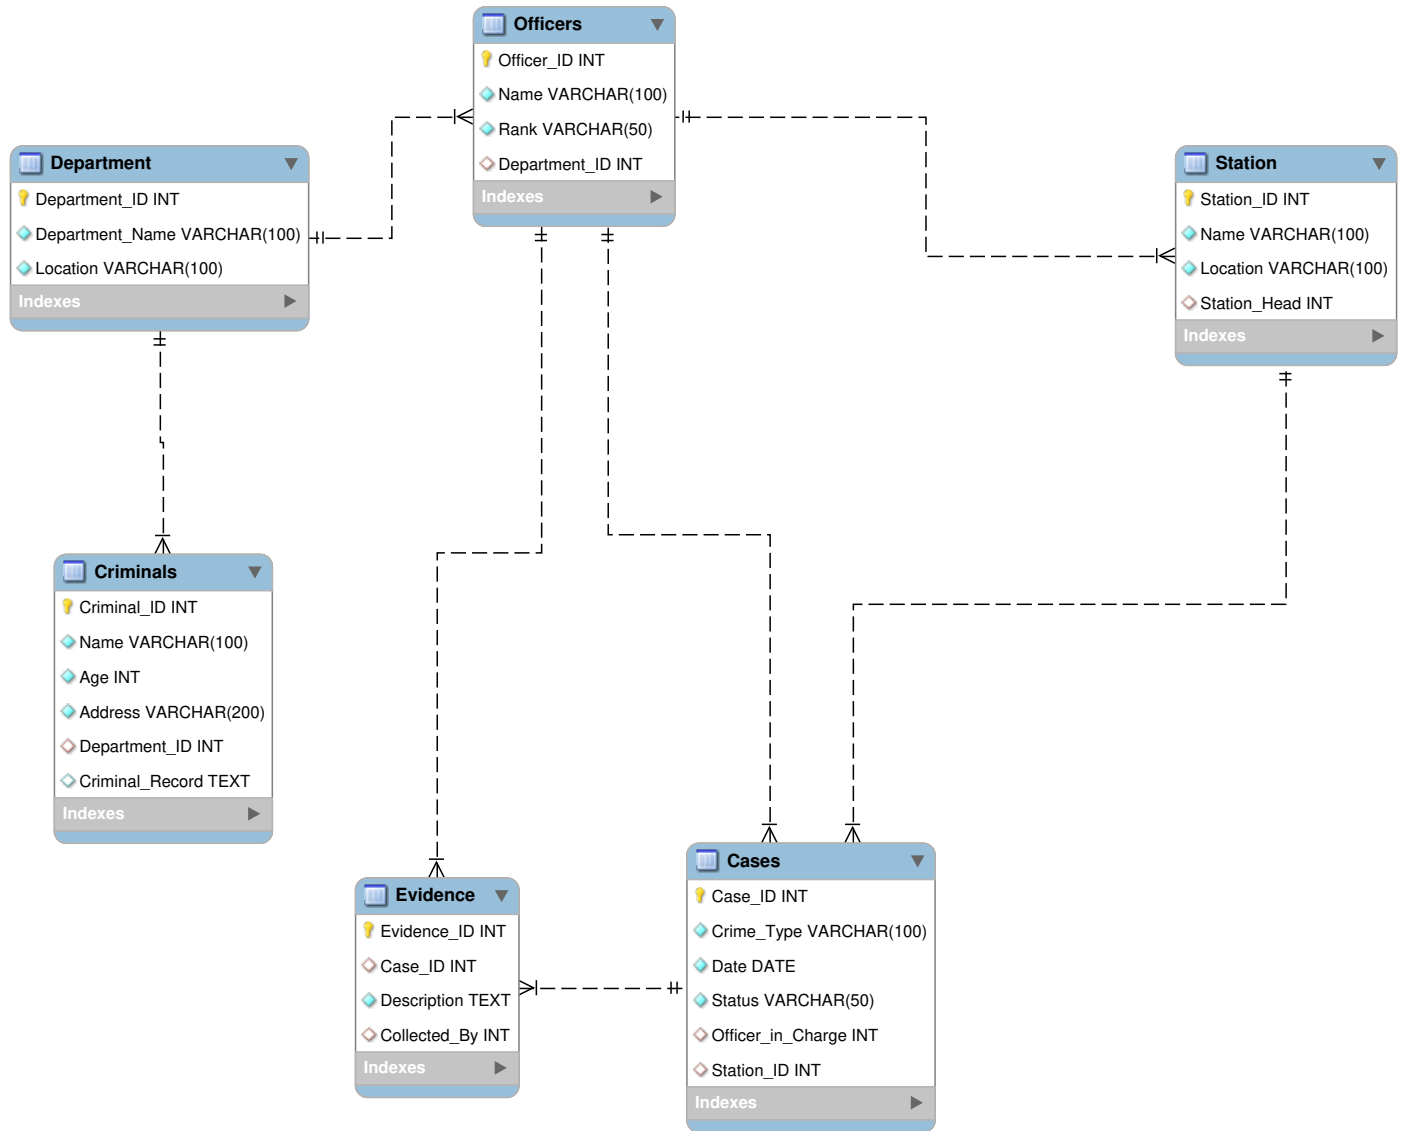 Officers
Officer_ID INT
Name VARCHAR(100)
Rank VARCHAR(50)
Department_ID INT
Indexes
Department
Department_ID INT
Department_Name VARCHAR(100)
Location VARCHAR(100)
Indexes
Station
Station_ID INT
Name VARCHAR(100)
Location VARCHAR(100)
Station_Head INT
Indexes
Criminals
Criminal_ID INT
Name VARCHAR(100)
Age INT
Address VARCHAR(200)
Department_ID INT
Criminal_Record TEXT
Indexes
Evidence
Evidence_ID INT
Case_ID INT
Description TEXT
Collected_By INT
Indexes
Cases
Case_ID INT
Crime_Type VARCHAR(100)
Date DATE
Status VARCHAR(50)
Officer_in_Charge INT
Station_ID INT
Indexes